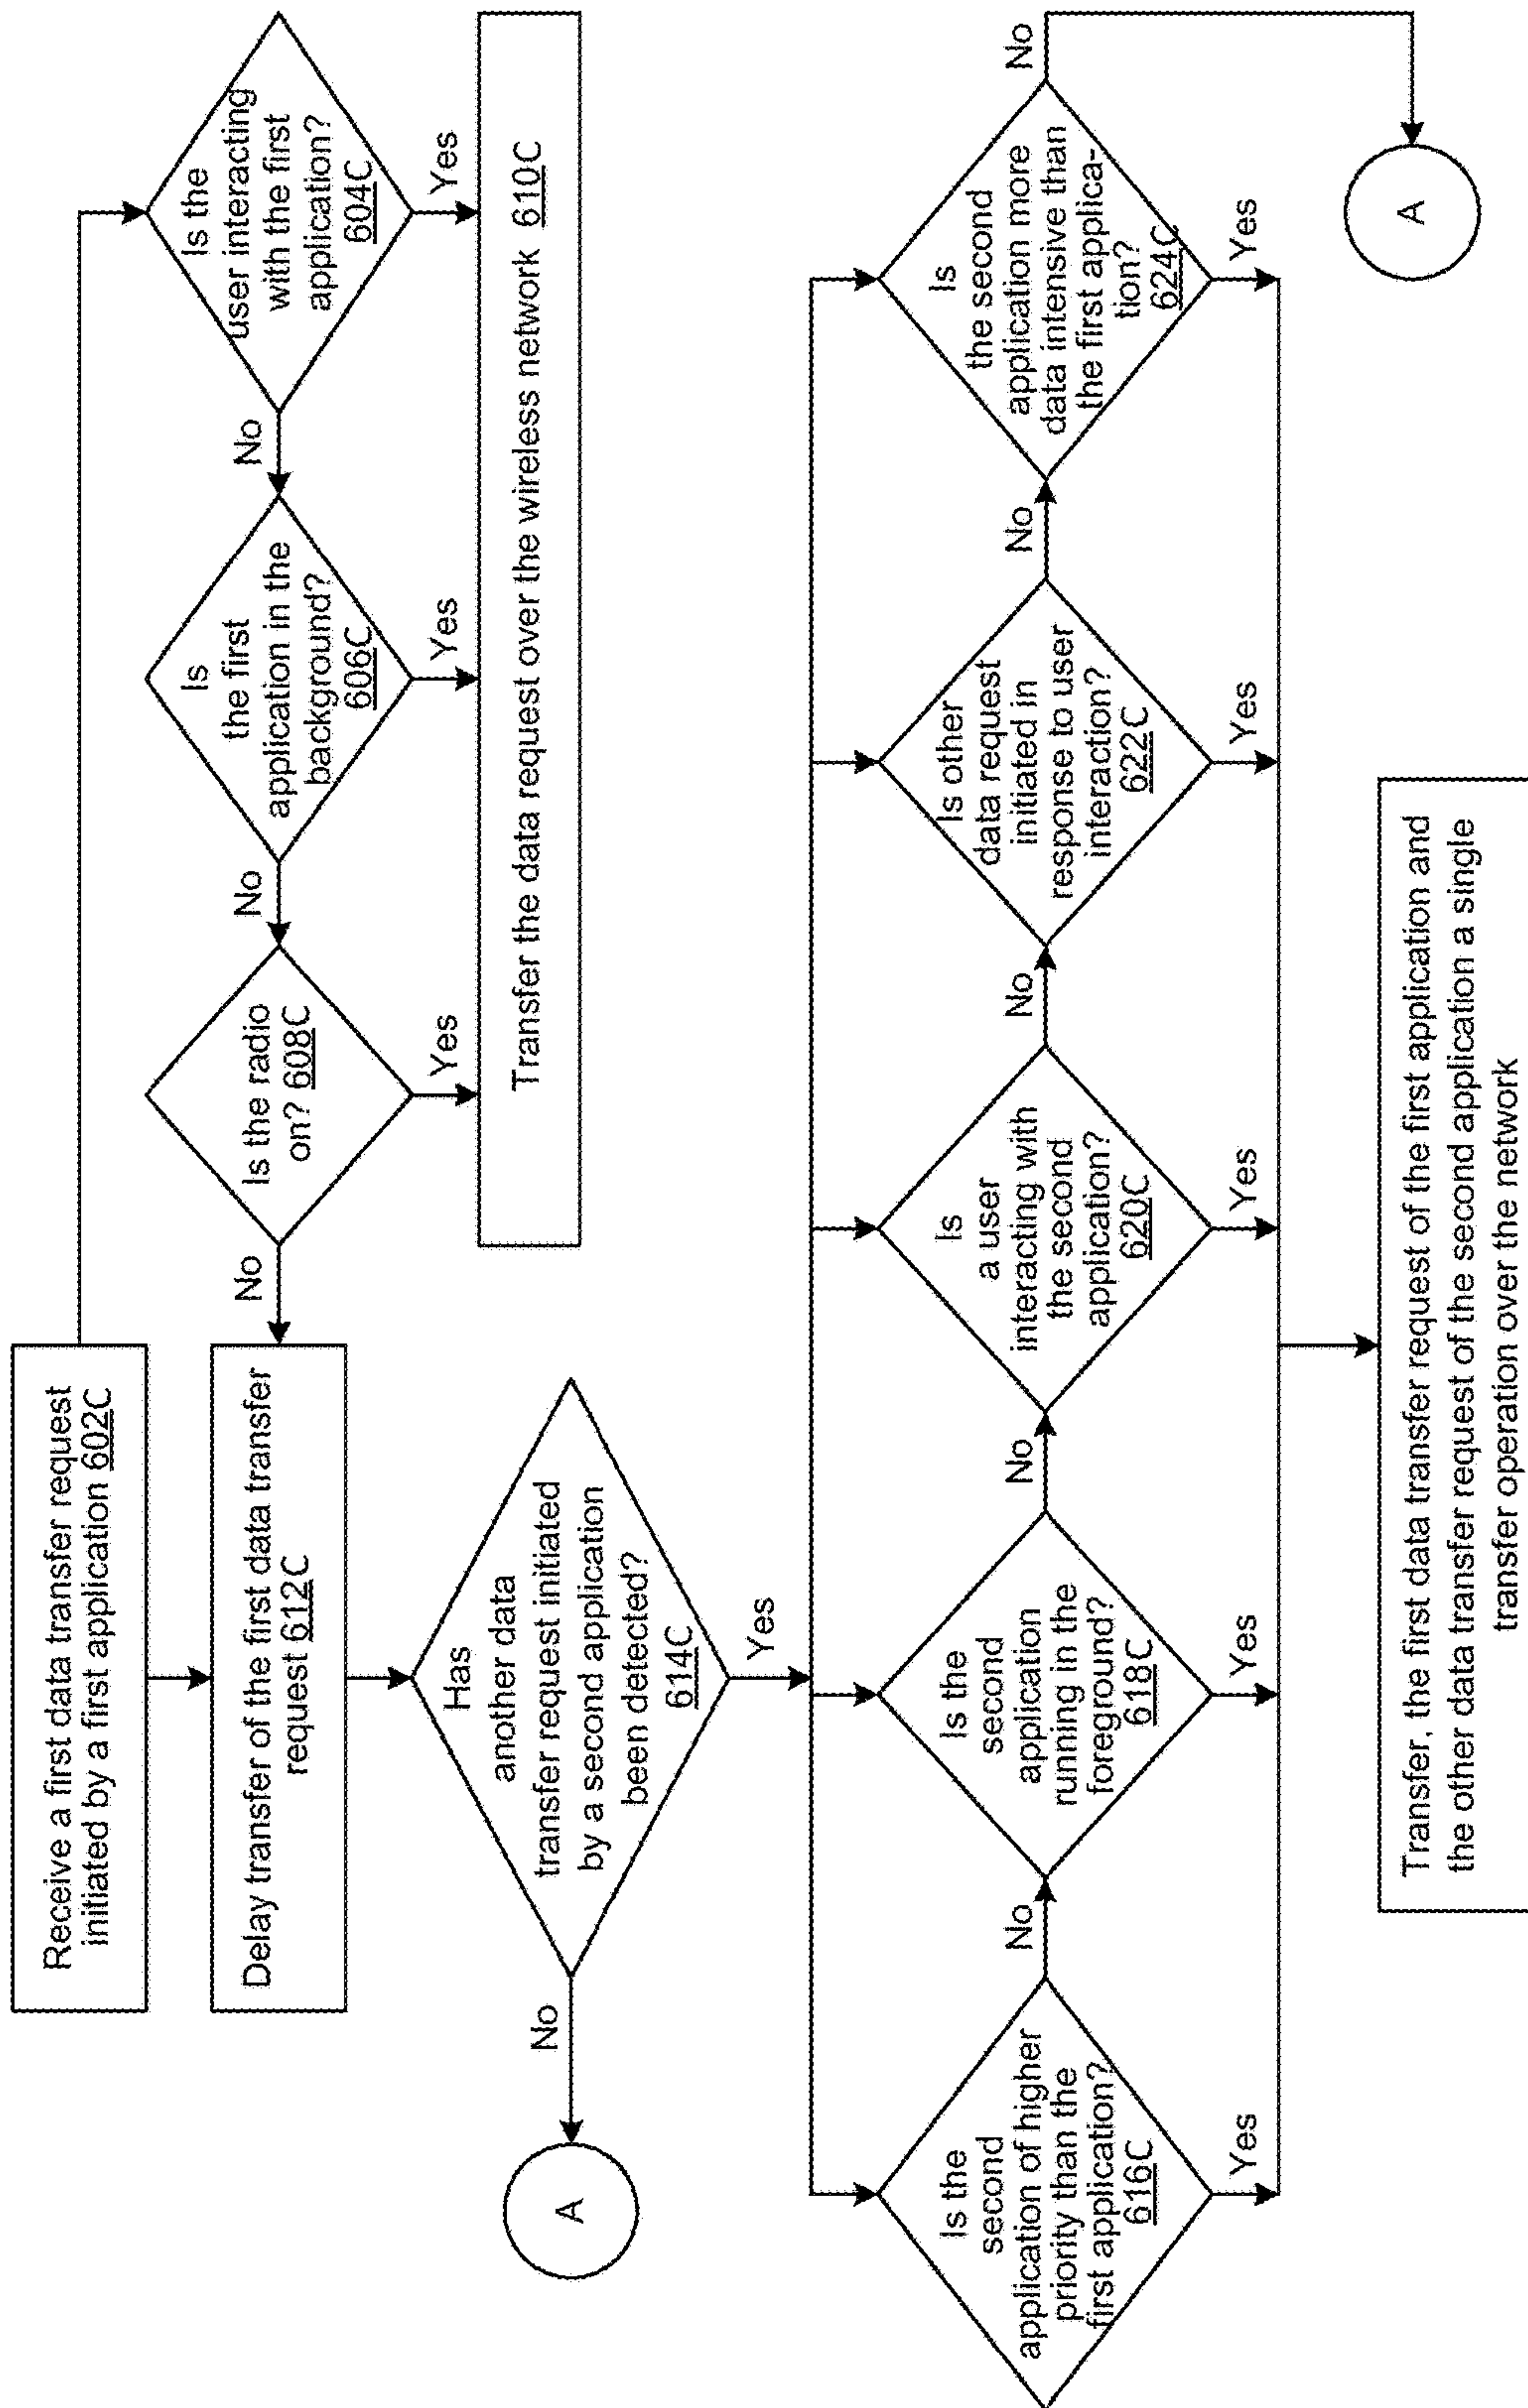 Receive a first data transfer request
initiated by a first application 602C
Is the
user interacting
with the first
application?
604C
No
Yes
Is
the first
application in the
background?
606C
No
Yes
Is the radio
on? 608C
No
Yes
Transfer the data request over the wireless network 610C
Delay transfer of the first data transfer
request 612C
Has
another data
transfer request initiated
by a second application
been detected?
614C
No
A
Yes
Is the
second
application of higher
priority than the
first application?
616C
No
Yes
Is the
second
application
running in the
foreground?
618C
No
Yes
Is
a user
interacting with
the second
application?
620C
No
Yes
Is other
data request
initiated in
response to user
interaction?
622C
No
Yes
Is
the second
application more
data intensive than
the first applica-
tion?
624C
No
Yes
A
Transfer, the first data transfer request of the first application and
the other data transfer request of the second application a single
transfer operation over the network